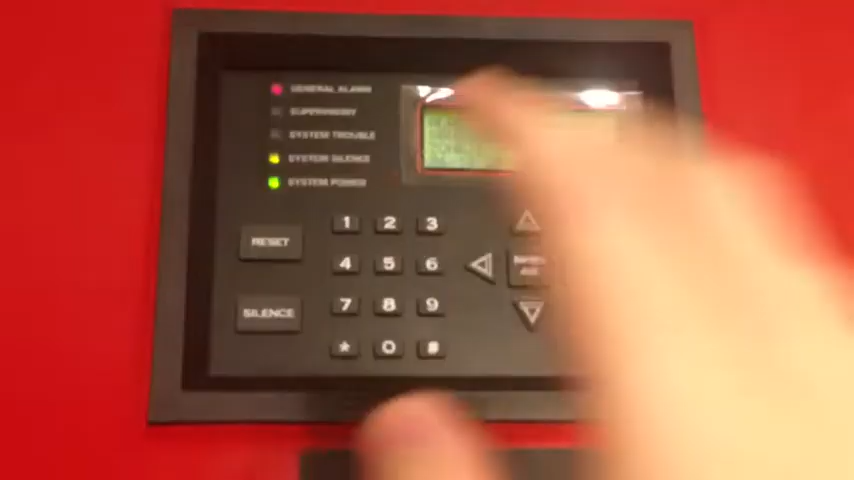 GENERAL ALARM
SUPERVISORY
SYSTEM TROUBLE
SYSTEM SILENCE
SYSTEM POWER
RESET
SILENCE
1 2 3
4 5 6
7 8 9
* 0 #